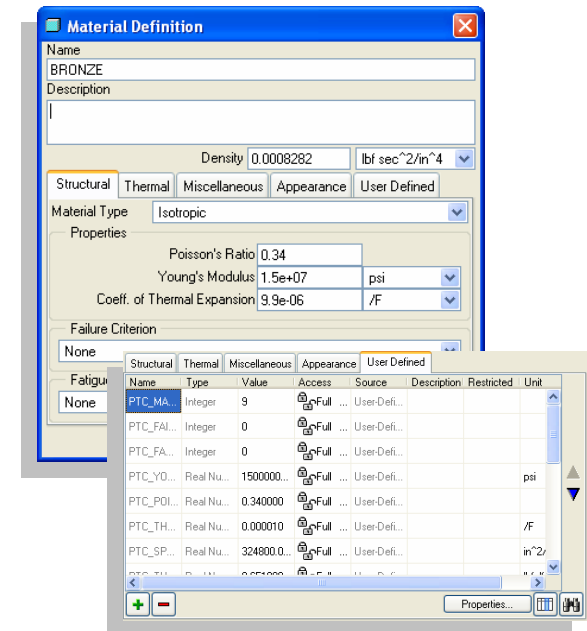 Material Definition
Name
BRONZE
Description
Density 0.0008282 lbf sec^2/in^4
Structural Thermal Miscellaneous Appearance User Defined
Material Type Isotropic
Properties
Poisson's Ratio 0.34
Young's Modulus 1.5e+07 psi
Coeff. of Thermal Expansion 9.9e-06 /F
Failure Criterion
None
Fatigu
None
Structural Thermal Miscellaneous Appearance User Defined
Name Type Value Access Source Description Restricted Unit
PTC_MA... Integer 9 Full ... User-Defi...
PTC_FAI... Integer 0 Full ... User-Defi...
PTC_FA... Integer 0 Full ... User-Defi...
PTC_YO... Real Nu... 1500000... Full ... User-Defi... psi
PTC_POI... Real Nu... 0.340000 Full ... User-Defi...
PTC_TH... Real Nu... 0.000010 Full ... User-Defi... /F
PTC_SP... Real Nu... 324800.0... Full ... User-Defi... in^2/
Properties...